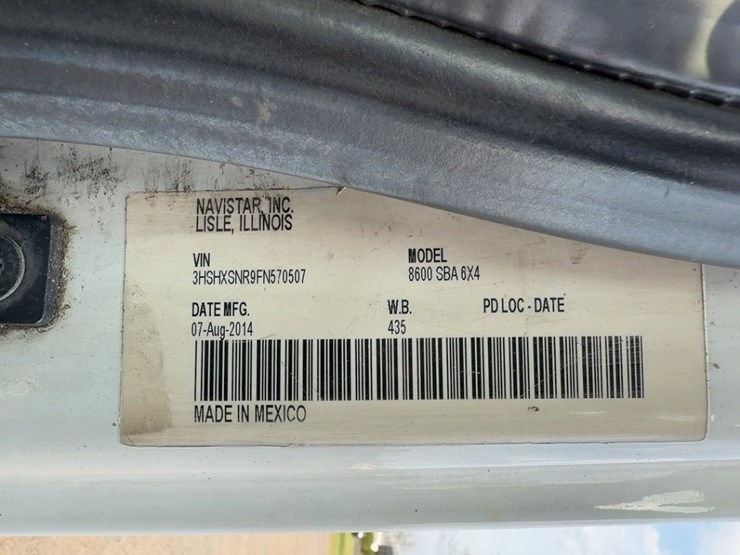 NAVISTAR, INC.
LISLE, ILLINOIS
VIN MODEL
3HSHXSNR9FN570507 8600 SBA 6X4
DATE MFG. W.B. PD LOC - DATE
07-Aug-2014 435
MADE IN MEXICO